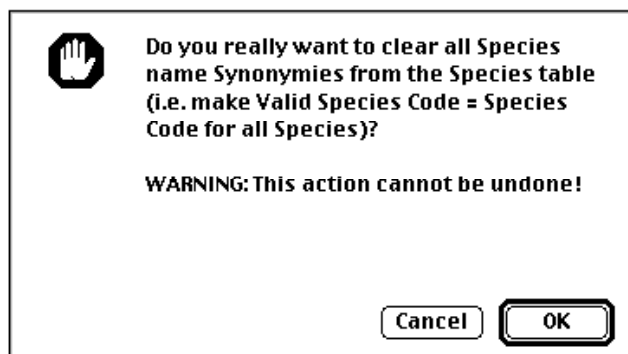 Do you really want to clear all Species
name Synonymies from the Species table
(i.e. make Valid Species Code = Species
Code for all Species)?
WARNING: This action cannot be undone!
Cancel
OK